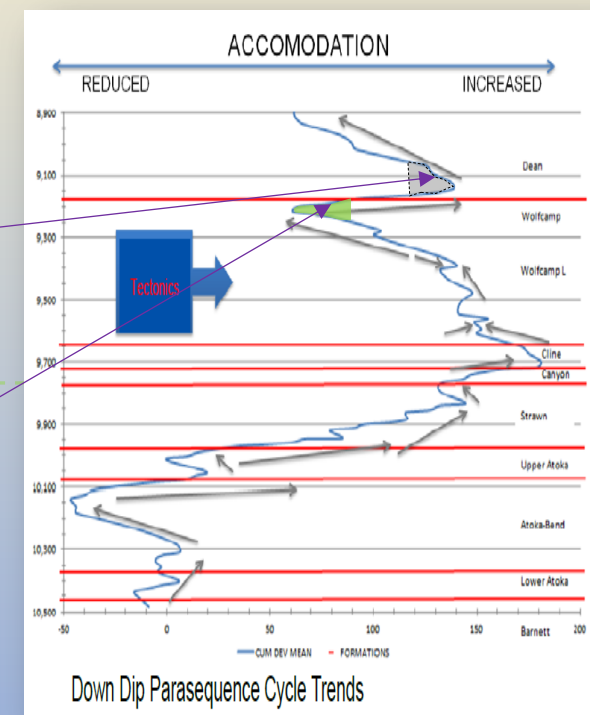 ACCOMODATION
REDUCED INCREASED
8,900
9,100
9,300
9,500
9,700
9,900
10,100
10,300
10,500
Dean
Wolfcamp
Wolfcamp L
Cline
Canyon
Strawn
Upper Atoka
Atoka-Bend
Lower Atoka
Barnett
Tectonics
-50 0 50 100 150 200
CUM DEV MEAN FORMATIONS
Down Dip Parasequence Cycle Trends